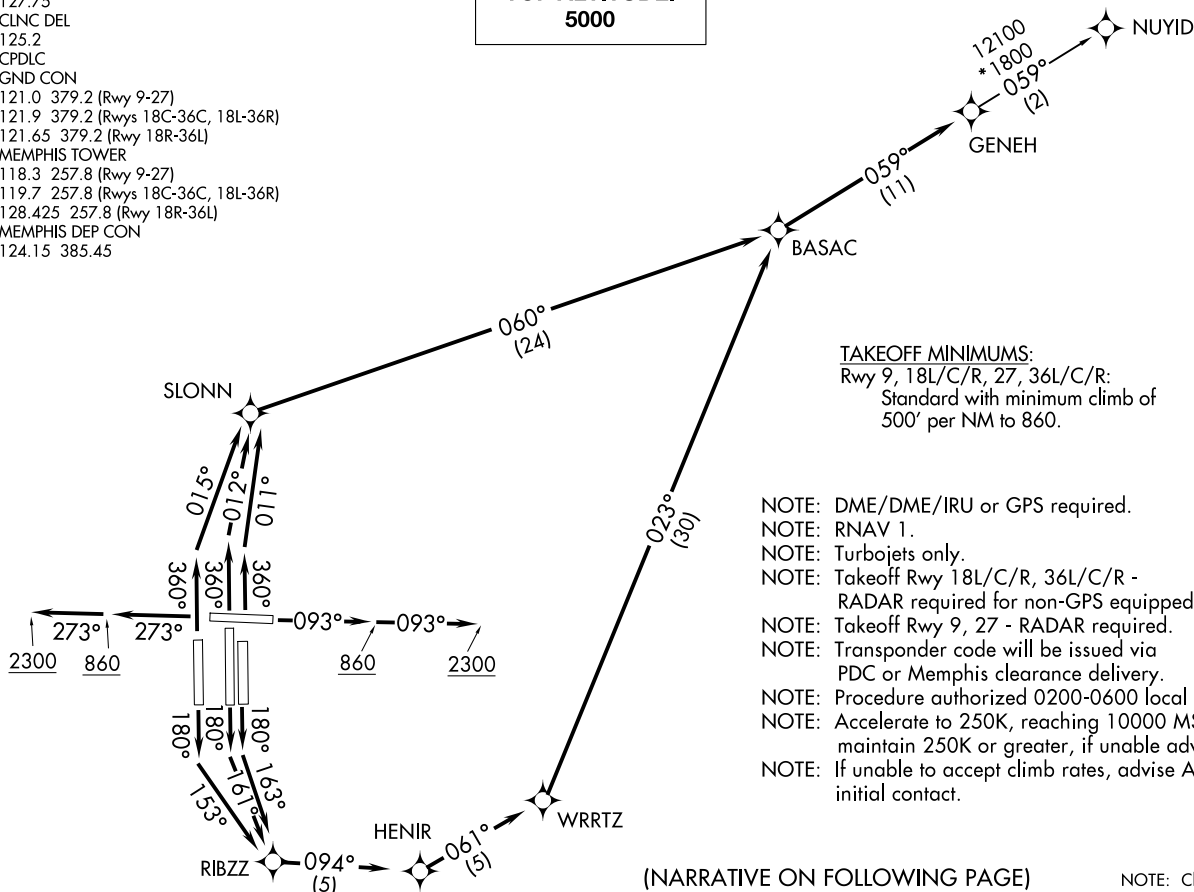 127.75
CLNC DEL
125.2
CPDLC
GND CON
121.0 379.2 (Rwy 9-27)
121.9 379.2 (Rwys 18C-36C, 18L-36R)
121.65 379.2 (Rwy 18R-36L)
MEMPHIS TOWER
118.3 257.8 (Rwy 9-27)
119.7 257.8 (Rwys 18C-36C, 18L-36R)
128.425 257.8 (Rwy 18R-36L)
MEMPHIS DEP CON
124.15 385.45
5000
NUYID
12100
*1800
059°
(2)
GENEH
059°
(11)
BASAC
060°
(24)
SLONN
015°
012°
011°
360°
360°
360°
023°
(30)
273°
273°
093°
093°
2300
860
860
2300
180°
180°
180°
153°
161°
163°
RIBZZ
094°
(5)
HENIR
061°
(5)
WRRTZ
TAKEOFF MINIMUMS:
Rwy 9, 18L/C/R, 27, 36L/C/R:
Standard with minimum climb of
500' per NM to 860.
NOTE: DME/DME/IRU or GPS required.
NOTE: RNAV 1.
NOTE: Turbojets only.
NOTE: Takeoff Rwy 18L/C/R, 36L/C/R -
RADAR required for non-GPS equipped
NOTE: Takeoff Rwy 9, 27 - RADAR required.
NOTE: Transponder code will be issued via
PDC or Memphis clearance delivery.
NOTE: Procedure authorized 0200-0600 local
NOTE: Accelerate to 250K, reaching 10000
maintain 250K or greater, if unable
NOTE: If unable to accept climb rates, advise
initial contact.
(NARRATIVE ON FOLLOWING PAGE)
NOTE: